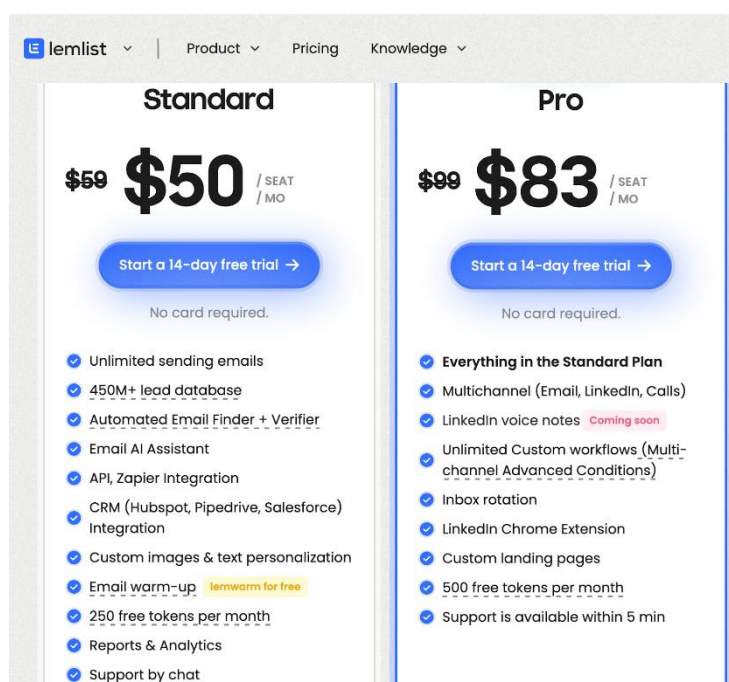 lemlist
Product
Pricing
Knowledge
Standard
$59
$50
/ SEAT
/ MO
Start a 14-day free trial →
No card required.
Unlimited sending emails
450M+ lead database
Automated Email Finder + Verifier
Email AI Assistant
API, Zapier Integration
CRM (Hubspot, Pipedrive, Salesforce)
Integration
Custom images & text personalization
Email warm-up lemwarm for free
250 free tokens per month
Reports & Analytics
Support by chat
Pro
$99
$83
/ SEAT
/ MO
Start a 14-day free trial →
No card required.
Everything in the Standard Plan
Multichannel (Email, LinkedIn, Calls)
LinkedIn voice notes Coming soon
Unlimited Custom workflows (Multi-
channel Advanced Conditions)
Inbox rotation
LinkedIn Chrome Extension
Custom landing pages
500 free tokens per month
Support is available within 5 min